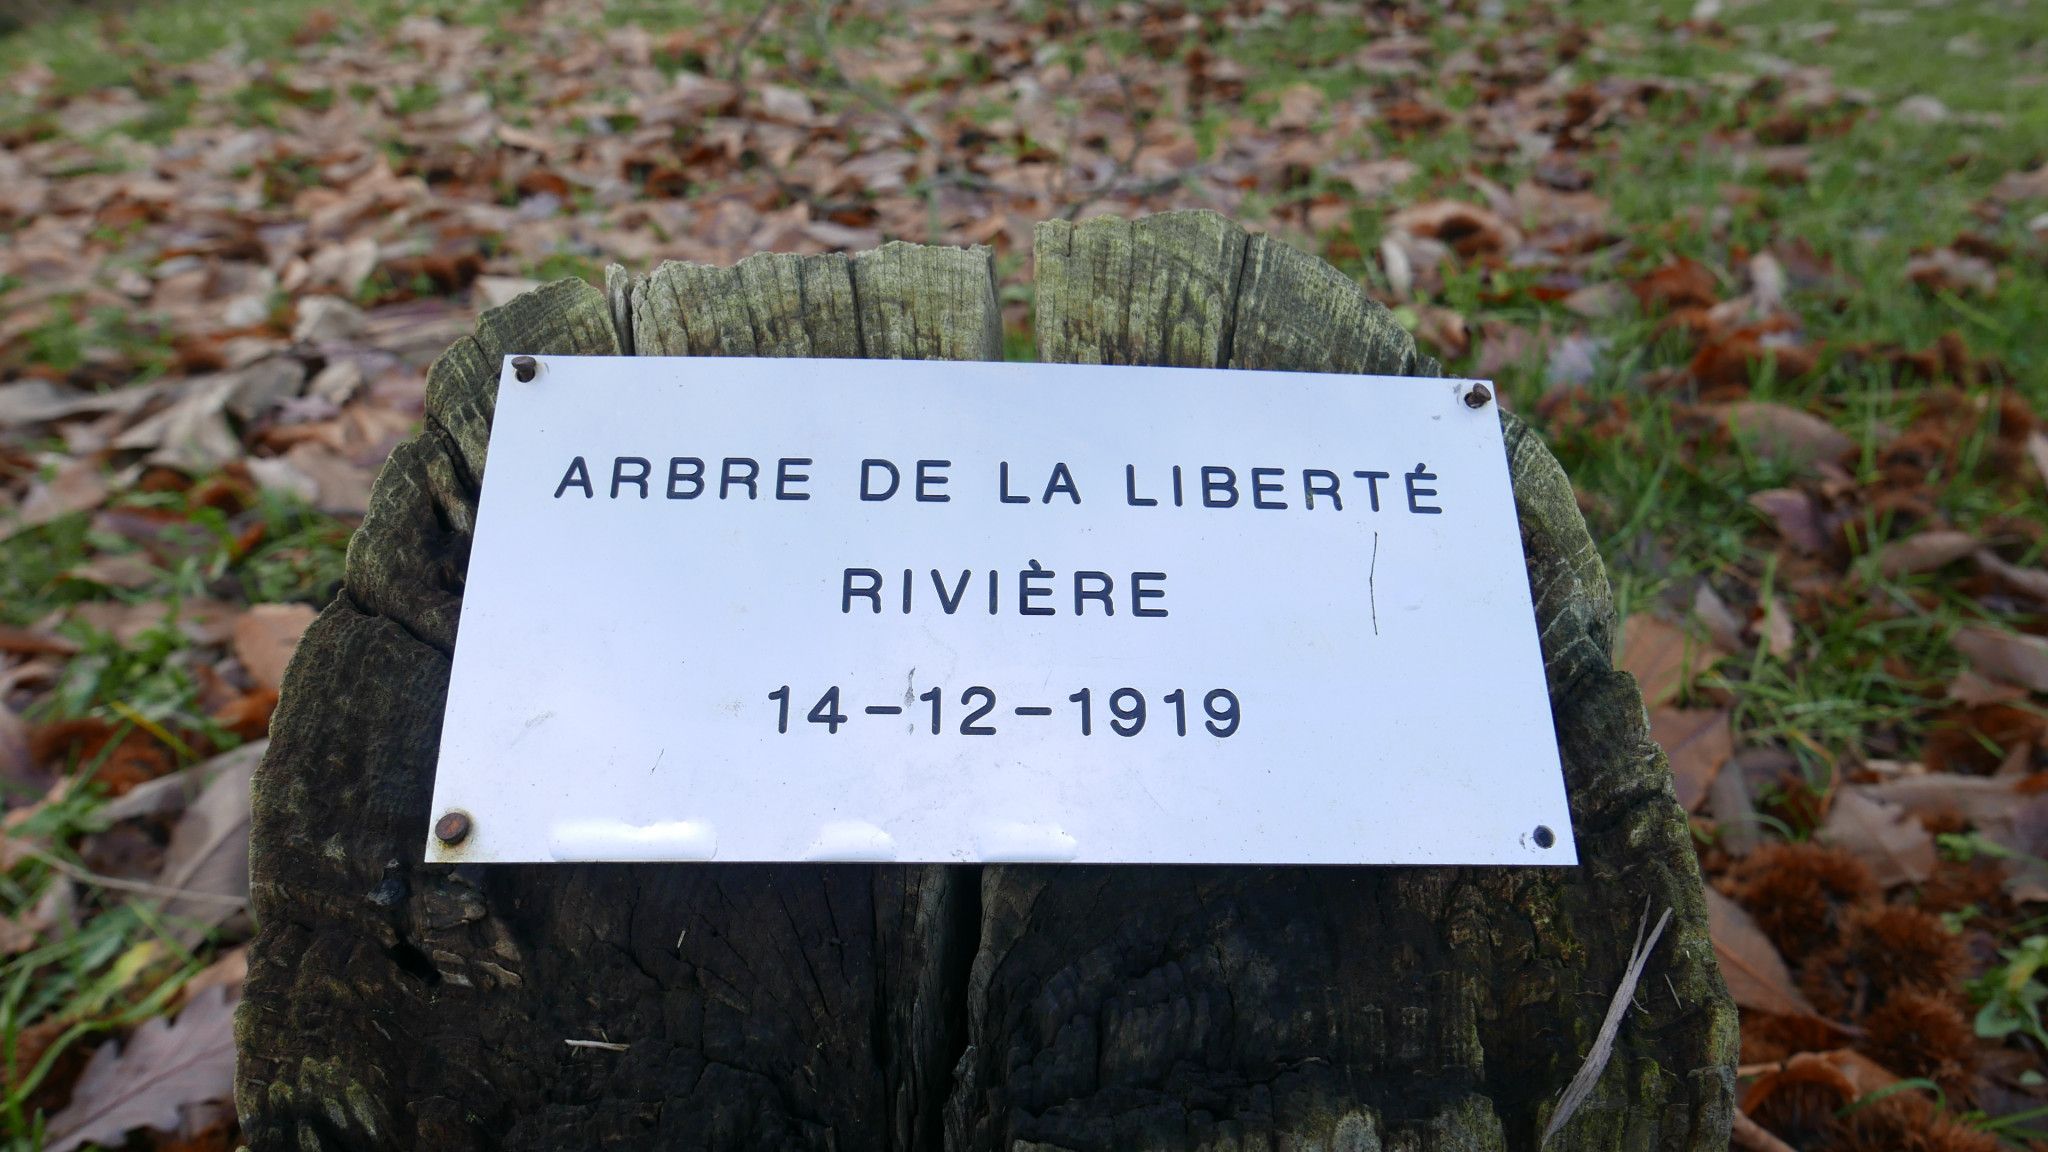 ARBRE DE LA LIBERTÉ
RIVIÈRE
14-12-1919